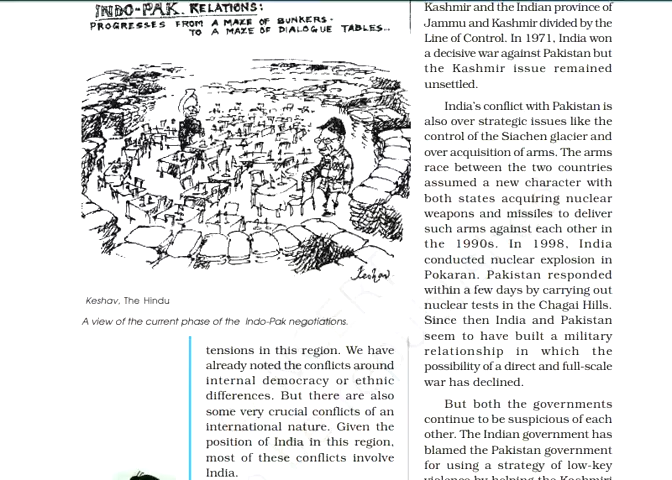 INDO-PAK. RELATIONS:
PROGRESSES FROM A MAZE OF BUNKERS.
TO A MAZE OF DIALOGUE TABLES..
Keshav
Keshav, The Hindu
A view of the current phase of the Indo-Pak negotiations.
tensions in this region. We have
already noted the conflicts around
internal democracy or ethnic
differences. But there are also
some very crucial conflicts of an
international nature. Given the
position of India in this region,
most of these conflicts involve
India.
Kashmir and the Indian province of
Jammu and Kashmir divided by the
Line of Control. In 1971, India won
a decisive war against Pakistan but
the Kashmir issue remained
unsettled.
India's conflict with Pakistan is
also over strategic issues like the
control of the Siachen glacier and
over acquisition of arms. The arms
race between the two countries
assumed a new character with
both states acquiring nuclear
weapons and missiles to deliver
such arms against each other in
the 1990s. In 1998, India
conducted nuclear explosion in
Pokaran. Pakistan responded
within a few days by carrying out
nuclear tests in the Chagai Hills.
Since then India and Pakistan
seem to have built a military
relationship in which the
possibility of a direct and full-scale
war has declined.
But both the governments
continue to be suspicious of each
other. The Indian government has
blamed the Pakistan government
for using a strategy of low-key
violence by helping the Kashmiri